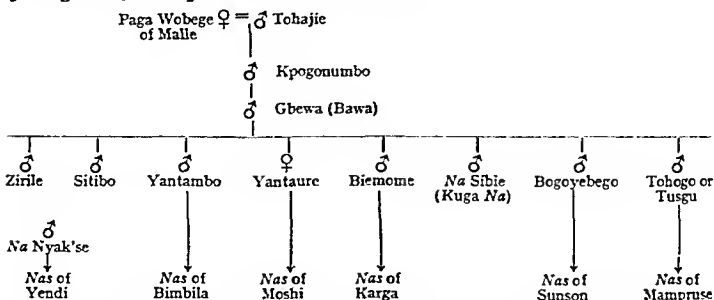 Paga Wobege ♀ = ♂ Tohajie
of Malle
♂ Kpogonumbo
♂ Gbewa (Bawa)
♂ ♂ ♂ ♀ ♂ ♂ ♂ ♂
Zirile Sitibo Yantambo Yantaure Biemome Na Sibie Bogoyebego Tohogo or
(Kuga Na) Tusgu
♂
Na Nyak'se
Nas of Nas of Nas of Nas of Nas of Nas of
Yendi Bimbila Moshi Karga Sunson Mampruse